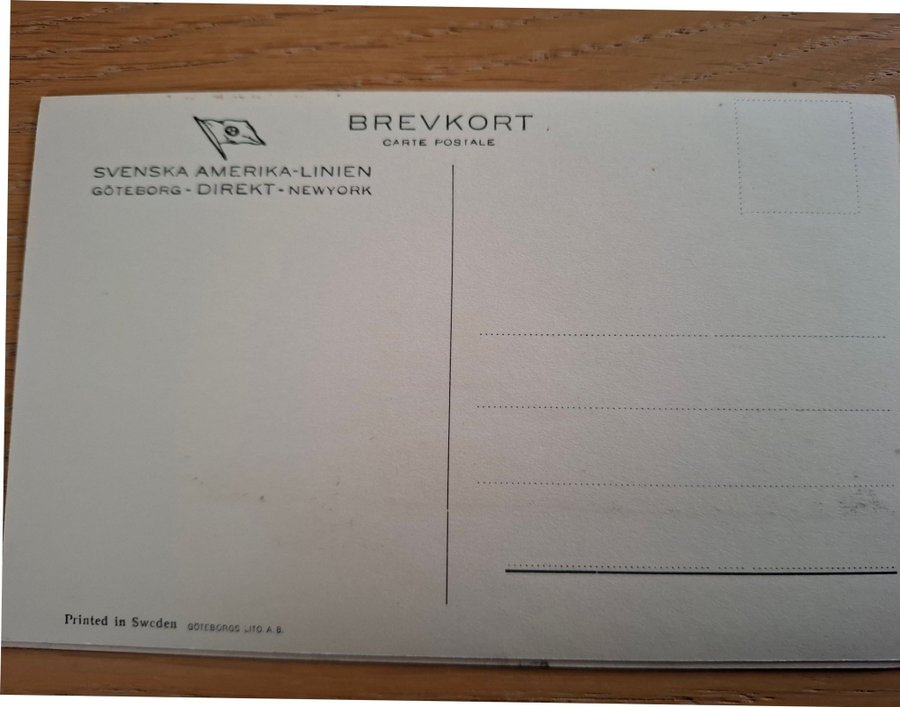 BREVKORT
CARTE POSTALE
SVENSKA AMERIKA-LINIEN
GÖTEBORG - DIREKT - NEWYORK
Printed in Sweden GÖTEBORGS LITO A.B.